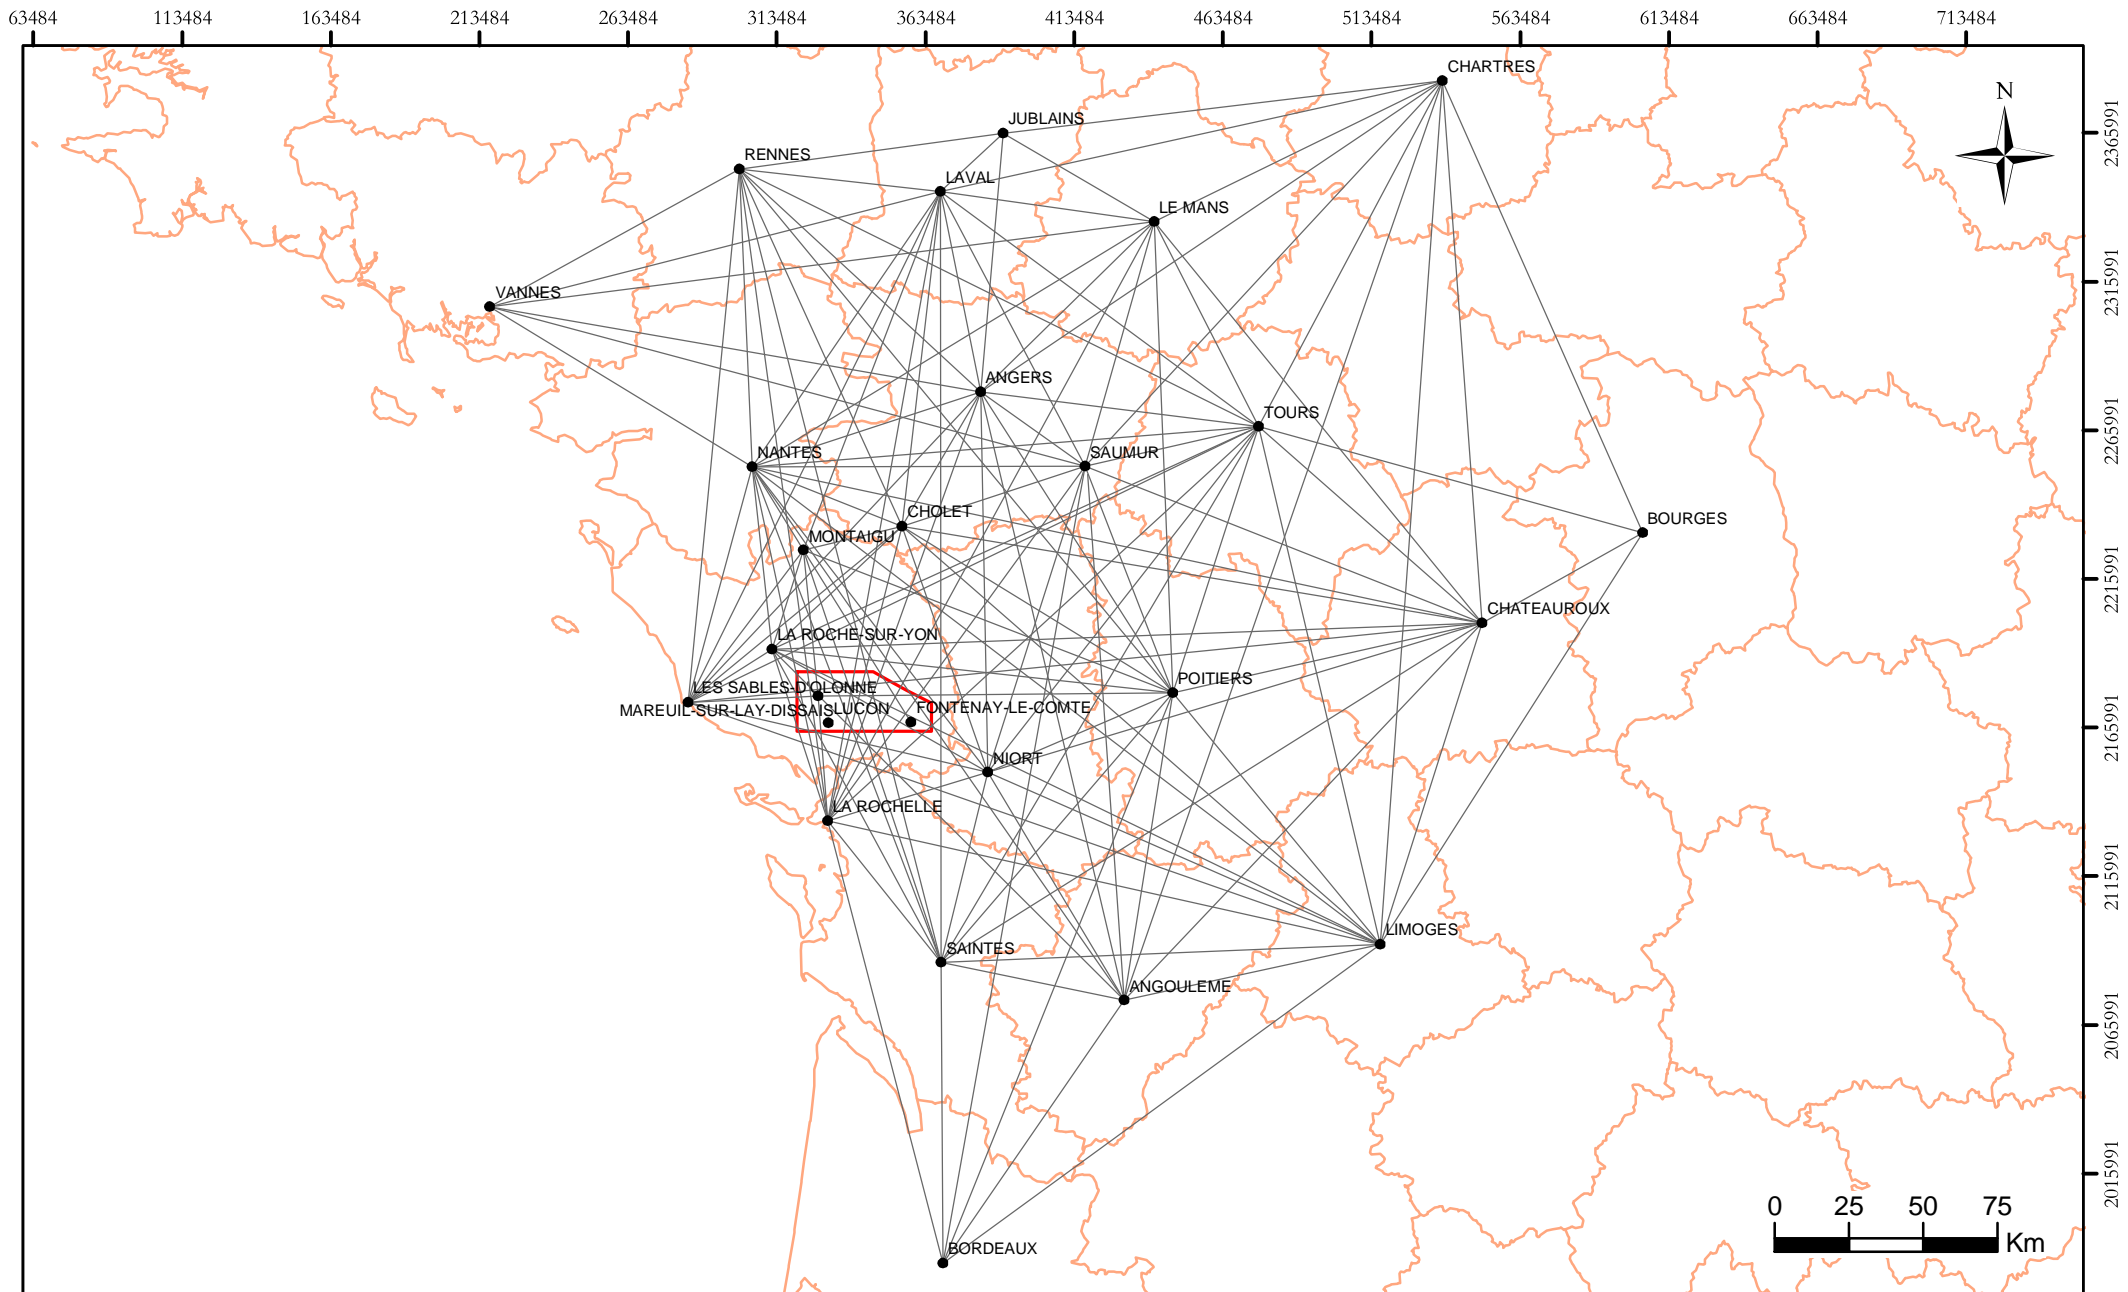 63484 113484 163484 213484 263484 313484 363484 413484 463484 513484 563484 613484 663484 713484
CHARTRES
N
JUBLAINS
2365991
RENNES
LAVAL
LE MANS
2315991
VANNES
ANGERS
TOURS
2265991
NANTES
SAUMUR
CHOLET
BOURGES
MONTAIGU
2215991
CHATEAUROUX
LA ROCHE-SUR-YON
POITIERS
LES SABLES-D'OLONNE
MAREUIL-SUR-LAY-DISSAIS
LUCON
FONTENAY-LE-COMTE
2165991
NIORT
LA ROCHELLE
2115991
LIMOGES
SAINTES
ANGOULEME
2065991
2015991
0 25 50 75
Km
BORDEAUX